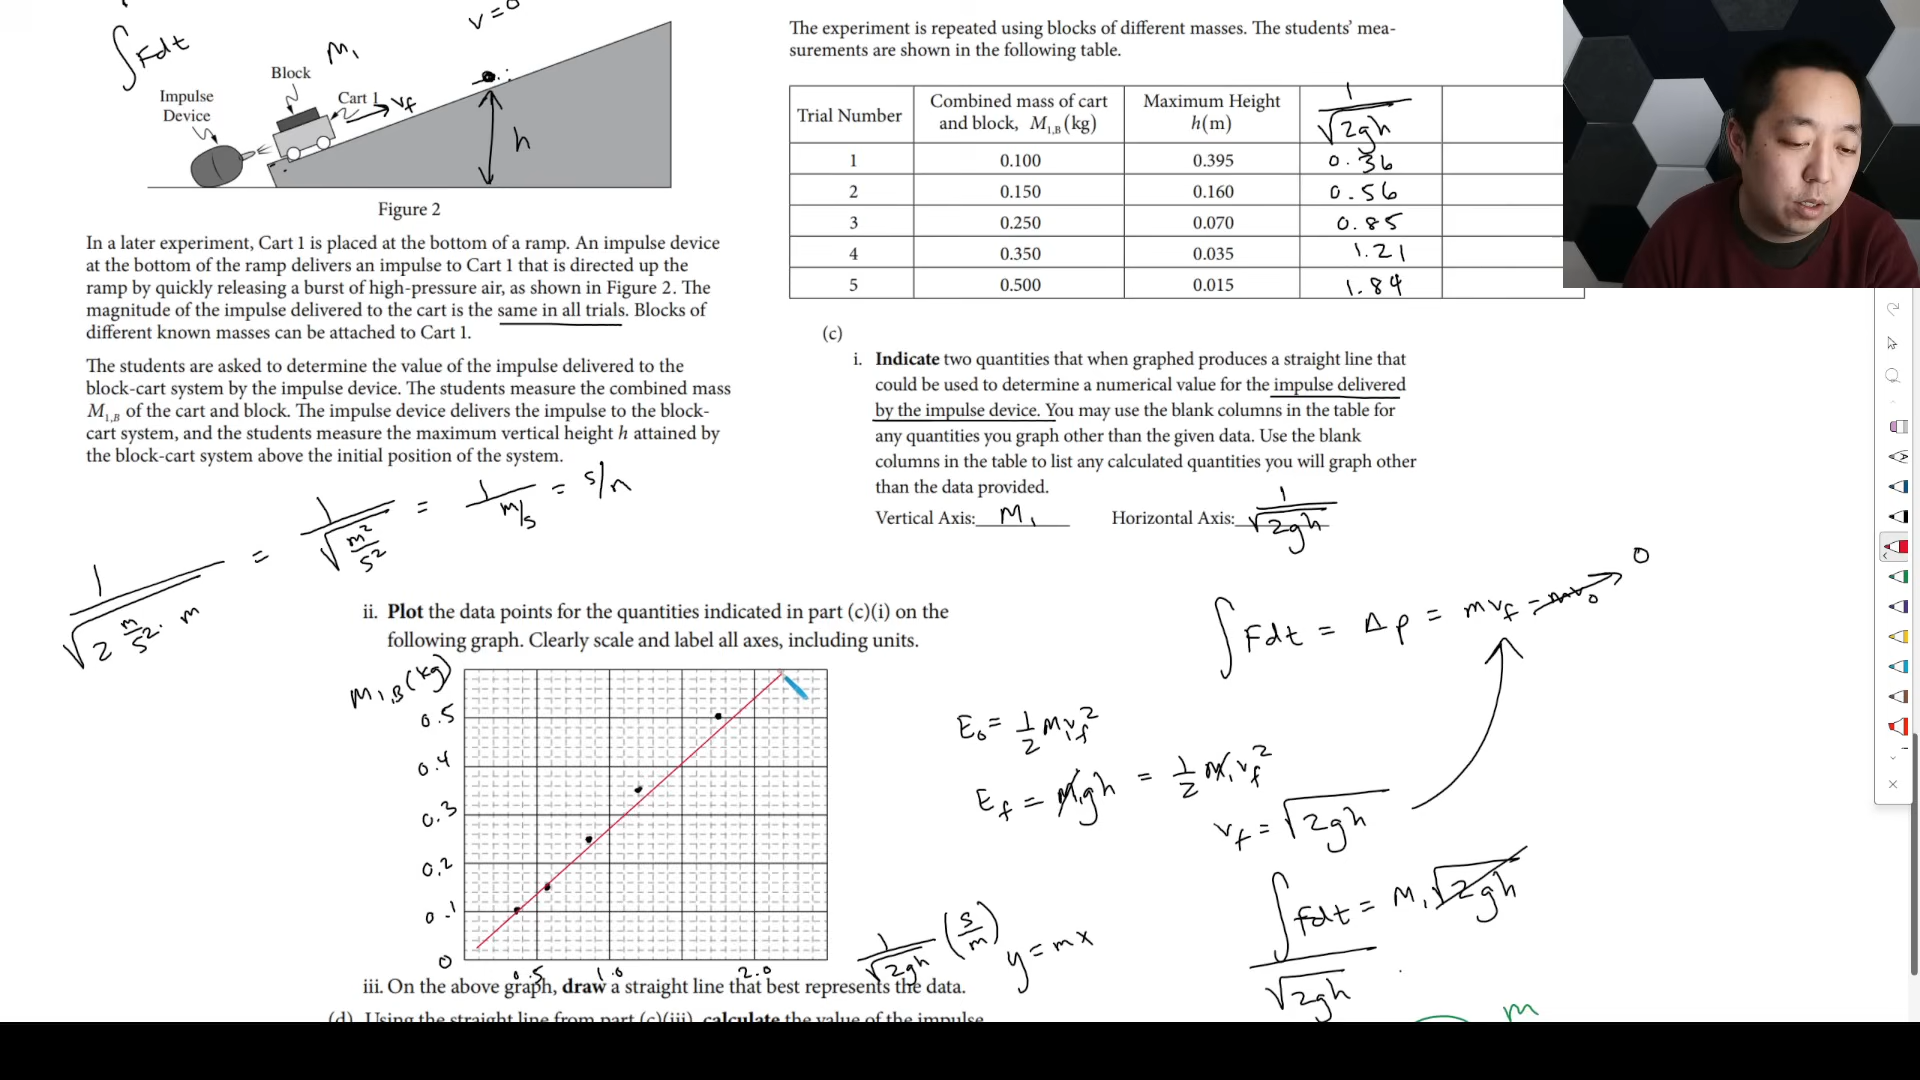 ∫Fdt
M₁
v=0
Block
Cart 1
v_f
Impulse
Device
h
Figure 2
In a later experiment, Cart 1 is placed at the bottom of a ramp. An impulse device
at the bottom of the ramp delivers an impulse to Cart 1 that is directed up the
ramp by quickly releasing a burst of high-pressure air, as shown in Figure 2. The
magnitude of the impulse delivered to the cart is the same in all trials. Blocks of
different known masses can be attached to Cart 1.
The students are asked to determine the value of the impulse delivered to the
block-cart system by the impulse device. The students measure the combined mass
M₁,B of the cart and block. The impulse device delivers the impulse to the block-
cart system, and the students measure the maximum vertical height h attained by
the block-cart system above the initial position of the system.
1/√(2 m/s² · m) = 1/√(m²/s²) = 1/(m/s) = s/m
The experiment is repeated using blocks of different masses. The students' mea-
surements are shown in the following table.
Trial Number | Combined mass of cart and block, M₁,B (kg) | Maximum Height h(m) | 1/√2gh
1 0.100 0.395 0.36
2 0.150 0.160 0.56
3 0.250 0.070 0.85
4 0.350 0.035 1.21
5 0.500 0.015 1.84
(c)
i. Indicate two quantities that when graphed produces a straight line that
could be used to determine a numerical value for the impulse delivered
by the impulse device. You may use the blank columns in the table for
any quantities you graph other than the given data. Use the blank
columns in the table to list any calculated quantities you will graph other
than the data provided.
Vertical Axis: M₁ Horizontal Axis: 1/√2gh
ii. Plot the data points for the quantities indicated in part (c)(i) on the
following graph. Clearly scale and label all axes, including units.
M₁,B (kg)
0.5
0.4
0.3
0.2
0.1
0
0.5 1.0 2.0
1/√2gh (s/m)
y = mx
iii. On the above graph, draw a straight line that best represents the data.
(d) Using the straight line from part (c)(iii), calculate the value of the impulse
∫Fdt = Δp = mv_f - mv₀ 0
E₀ = ½ M₁v_f²
E_f = M₁gh = ½ M₁v_f²
v_f = √2gh
∫Fdt = M₁√2gh
√2gh
m